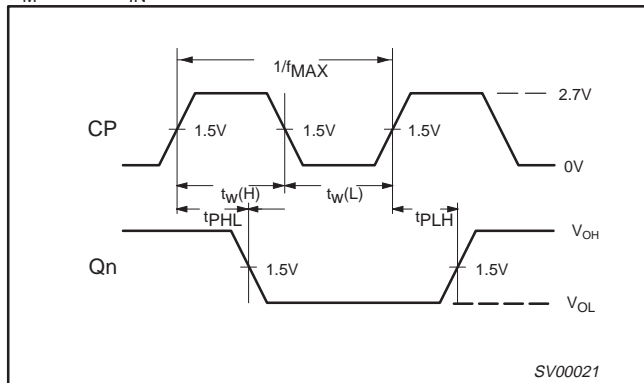 M IN
1/fMAX
2.7V
CP
1.5V 1.5V 1.5V
0V
tw(H) tw(L)
tPHL tPLH
VOH
Qn
1.5V 1.5V
VOL
SV00021